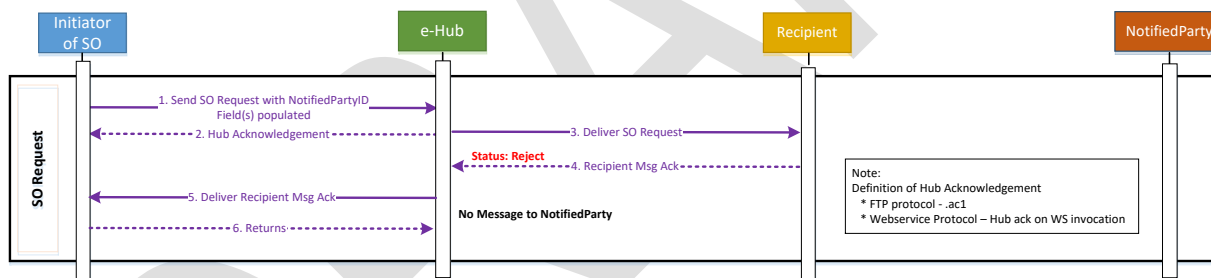 Initiator
of SO
e-Hub
Recipient
NotifiedParty
SO Request
1. Send SO Request with NotifiedPartyID
Field(s) populated
2. Hub Acknowledgement
3. Deliver SO Request
Status: Reject
4. Recipient Msg Ack
5. Deliver Recipient Msg Ack
No Message to NotifiedParty
6. Returns
Note:
Definition of Hub Acknowledgement
* FTP protocol - .ac1
* Webservice Protocol – Hub ack on WS invocation